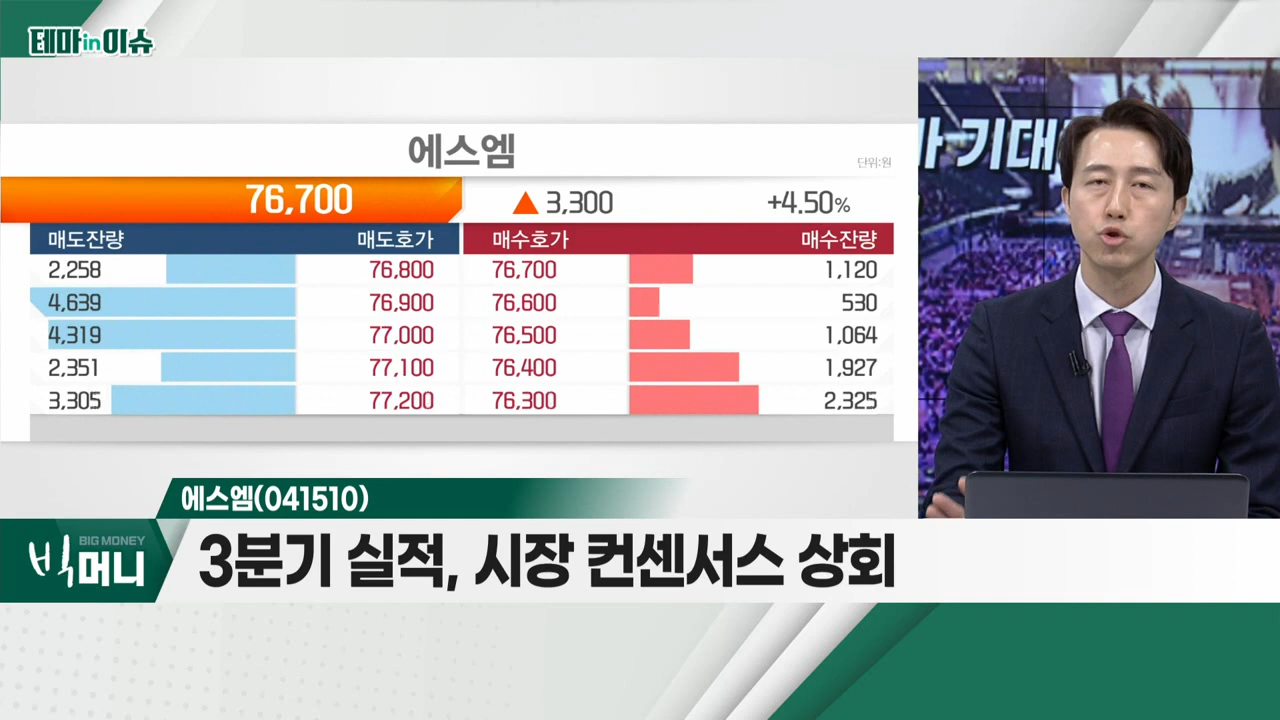 테마in이슈
가 기대
에스엠
단위:원
76,700 ▲ 3,300 +4.50%
매도잔량 매도호가 매수호가 매수잔량
2,258 76,800 76,700 1,120
4,639 76,900 76,600 530
4,319 77,000 76,500 1,064
2,351 77,100 76,400 1,927
3,305 77,200 76,300 2,325
에스엠(041510)
BIG MONEY
빅머니
3분기 실적, 시장 컨센서스 상회